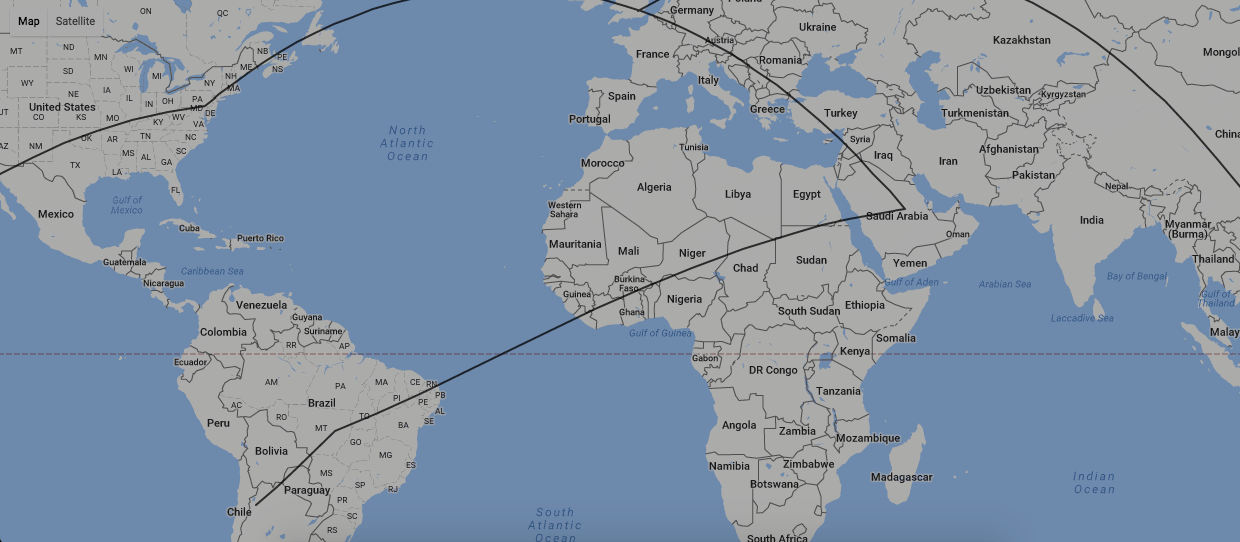 Map
Satellite
ON
QC
MT
ND
MN
NB
PE
WI
SD
ME
NS
WY
MI
NH
NY
MA
NE
IA
IL
IN
OH
PA
UT
United States
CO
KS
MO
WV
MD
DE
KY
VA
AZ
NM
OK
AR
TN
NC
MS
AL
SC
GA
TX
LA
FL
North
Atlantic
Ocean
Gulf of
Mexico
Mexico
Cuba
Puerto Rico
Guatemala
Caribbean Sea
Nicaragua
Venezuela
Guyana
Colombia
Suriname
RR
AP
Ecuador
AM
PA
MA
CE
RN
PI
PB
PE
AC
Brazil
TO
AL
RO
SE
Peru
MT
BA
GO
Bolivia
MG
ES
MS
SP
RJ
Paraguay
PR
Chile
SC
RS
South
Atlantic
Ocean
Germany
Poland
Ukraine
Austria
France
Romania
Kazakhstan
Mongol
Italy
Spain
Uzbekistan
Kyrgyzstan
Portugal
Greece
Turkey
Turkmenistan
China
Syria
Tunisia
Afghanistan
Morocco
Iraq
Iran
Pakistan
Algeria
Libya
Egypt
Nepal
Western
Sahara
Saudi Arabia
India
Myanmar
(Burma)
Oman
Mauritania
Mali
Niger
Chad
Sudan
Yemen
Thailand
Burkina
Faso
Gulf of Aden
Arabian Sea
Bay of Bengal
Guinea
Nigeria
Ghana
South Sudan
Ethiopia
Gulf of
Thailand
Gulf of Guinea
Laccadive Sea
Somalia
Malay
Gabon
Kenya
DR Congo
Tanzania
Angola
Zambia
Mozambique
Namibia
Zimbabwe
Botswana
Madagascar
Indian
Ocean
South Africa